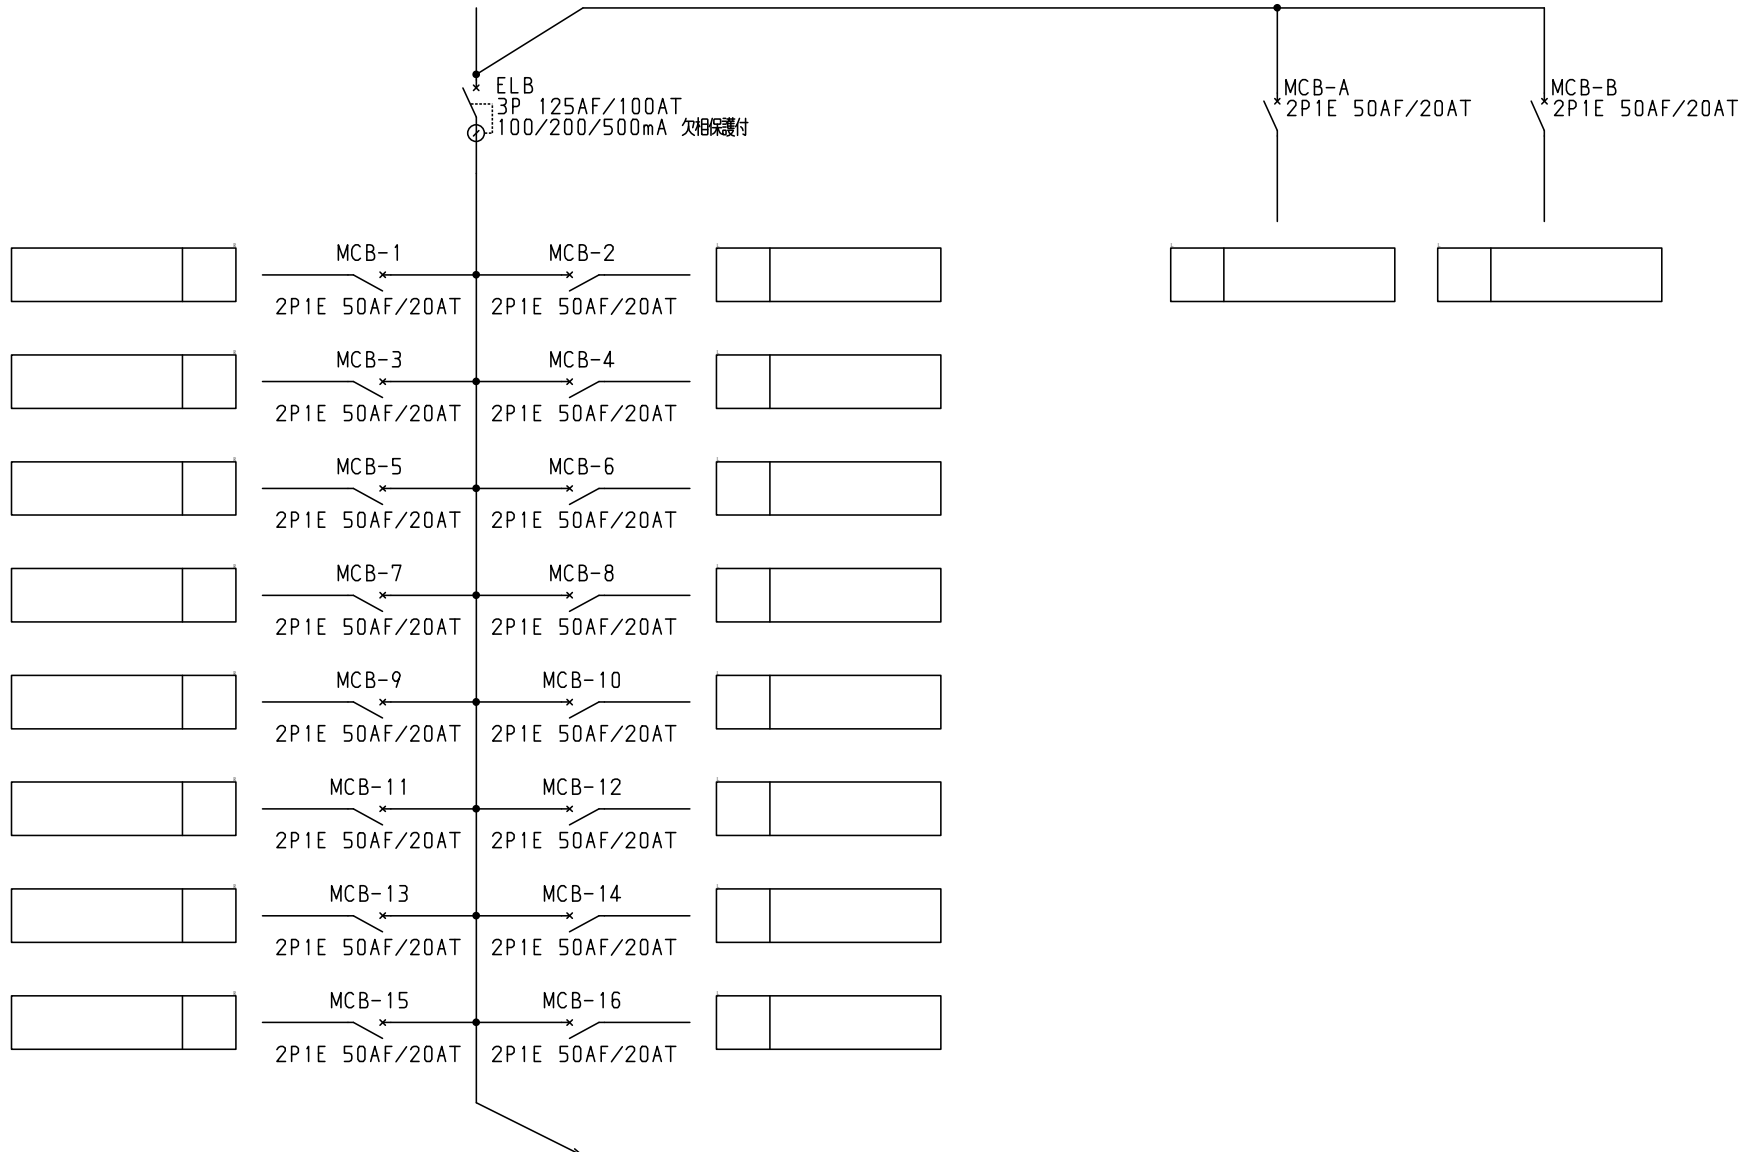 ELB
3P 125AF/100AT
100/200/500mA 欠相保護付
MCB-A
2P1E 50AF/20AT
MCB-B
2P1E 50AF/20AT
MCB-1
2P1E 50AF/20AT
MCB-2
2P1E 50AF/20AT
MCB-3
2P1E 50AF/20AT
MCB-4
2P1E 50AF/20AT
MCB-5
2P1E 50AF/20AT
MCB-6
2P1E 50AF/20AT
MCB-7
2P1E 50AF/20AT
MCB-8
2P1E 50AF/20AT
MCB-9
2P1E 50AF/20AT
MCB-10
2P1E 50AF/20AT
MCB-11
2P1E 50AF/20AT
MCB-12
2P1E 50AF/20AT
MCB-13
2P1E 50AF/20AT
MCB-14
2P1E 50AF/20AT
MCB-15
2P1E 50AF/20AT
MCB-16
2P1E 50AF/20AT